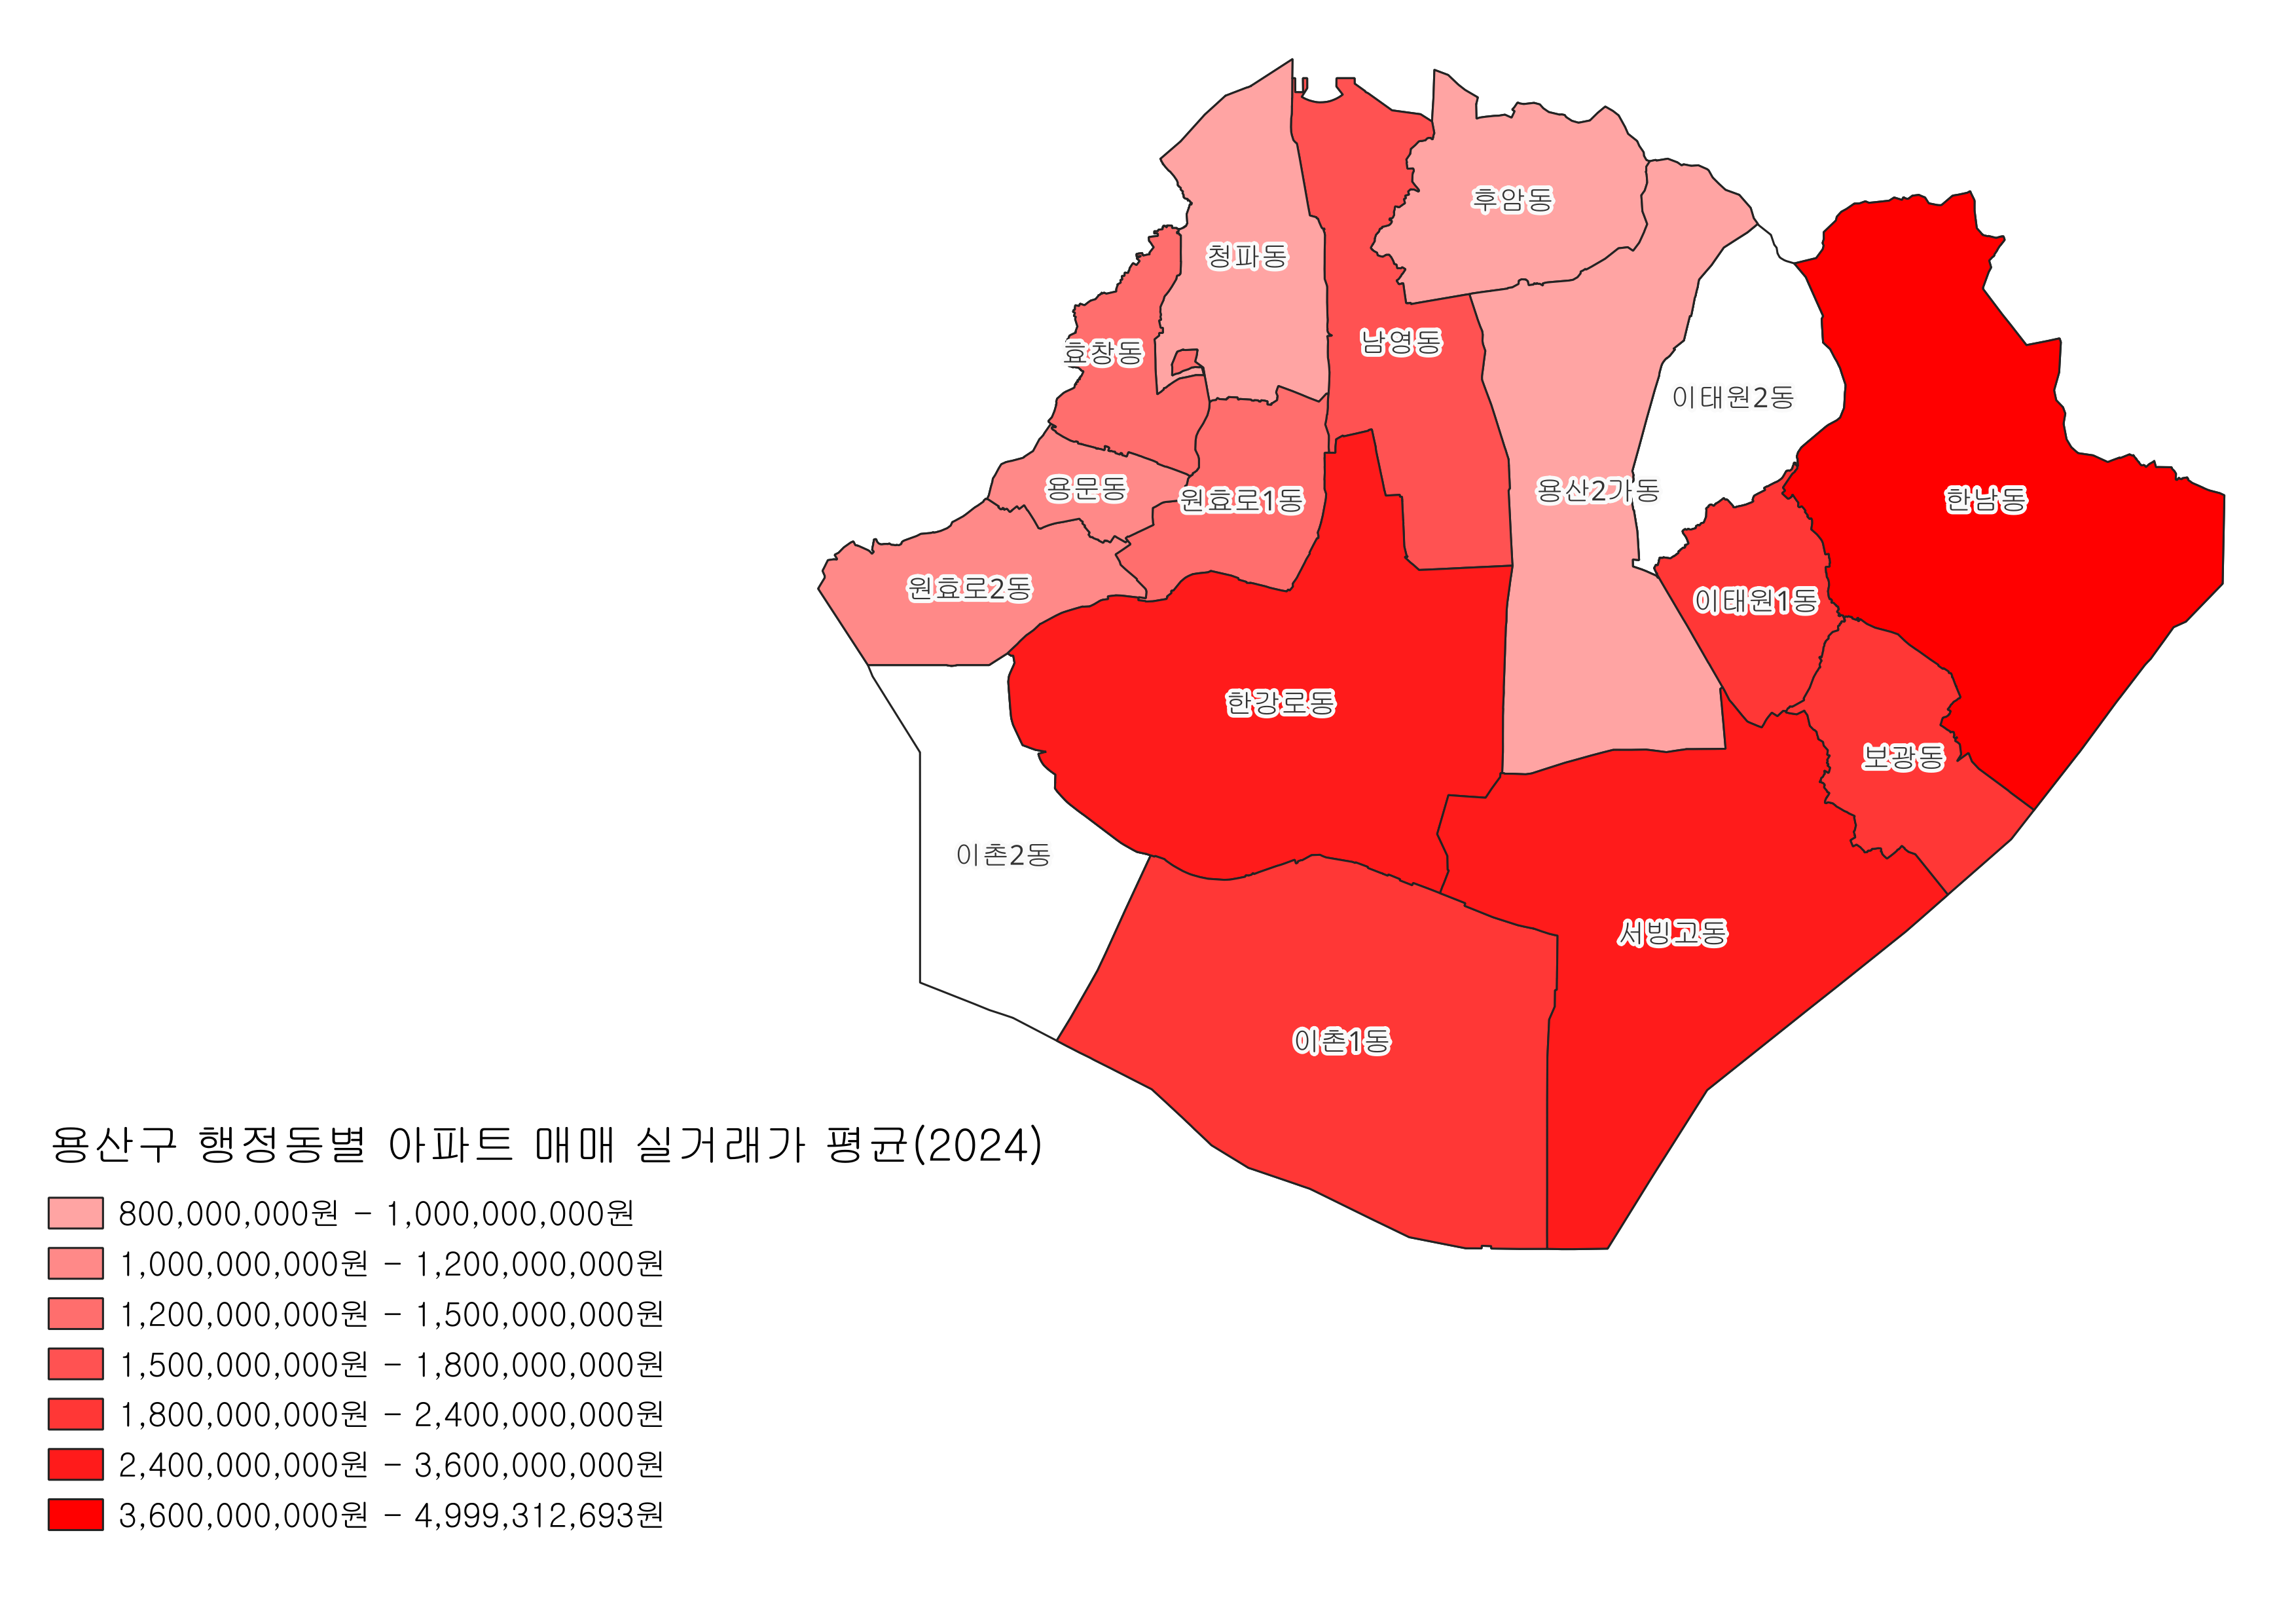 후암동
청파동
남영동
효창동
이태원2동
용문동
원효로1동
용산2가동
한남동
원효로2동
이태원1동
한강로동
보광동
이촌2동
서빙고동
이촌1동
용산구 행정동별 아파트 매매 실거래가 평균(2024)
800,000,000원 - 1,000,000,000원
1,000,000,000원 - 1,200,000,000원
1,200,000,000원 - 1,500,000,000원
1,500,000,000원 - 1,800,000,000원
1,800,000,000원 - 2,400,000,000원
2,400,000,000원 - 3,600,000,000원
3,600,000,000원 - 4,999,312,693원